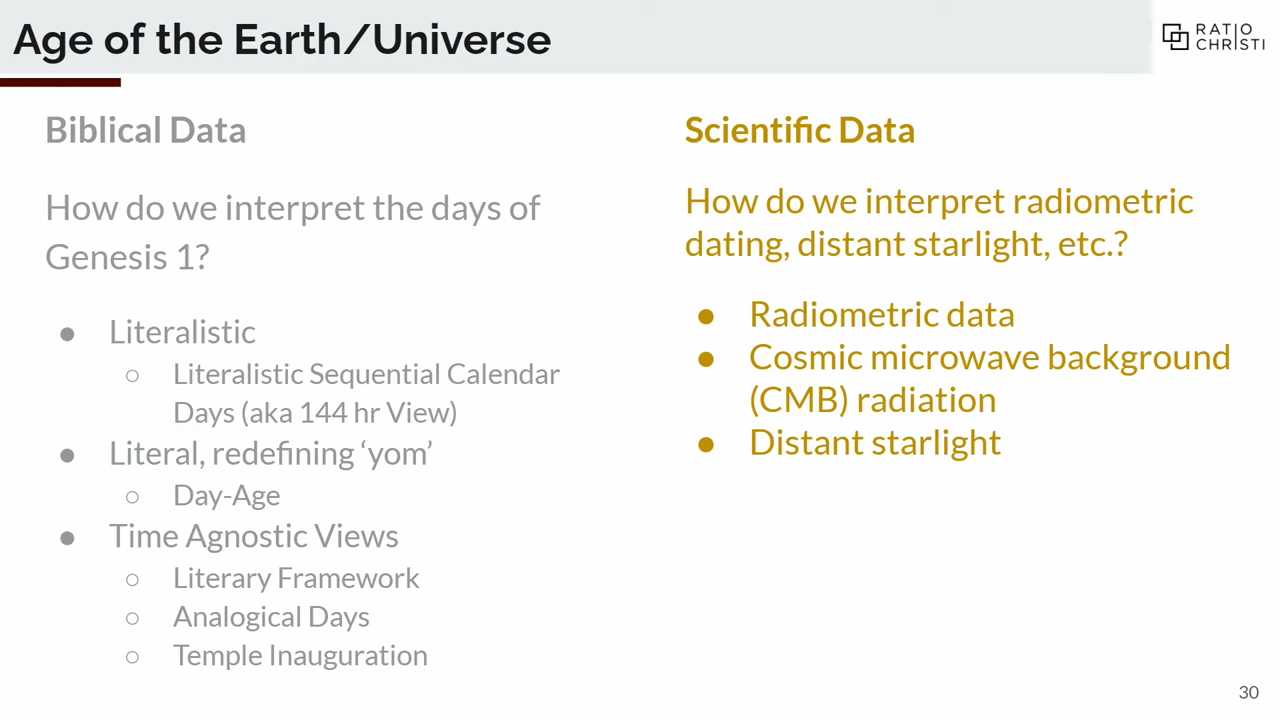 Age of the Earth/Universe
RATIO
CHRISTI
Biblical Data
How do we interpret the days of
Genesis 1?
● Literalistic
○ Literalistic Sequential Calendar
Days (aka 144 hr View)
● Literal, redefining ‘yom’
○ Day-Age
● Time Agnostic Views
○ Literary Framework
○ Analogical Days
○ Temple Inauguration
Scientific Data
How do we interpret radiometric
dating, distant starlight, etc.?
● Radiometric data
● Cosmic microwave background
(CMB) radiation
● Distant starlight
30